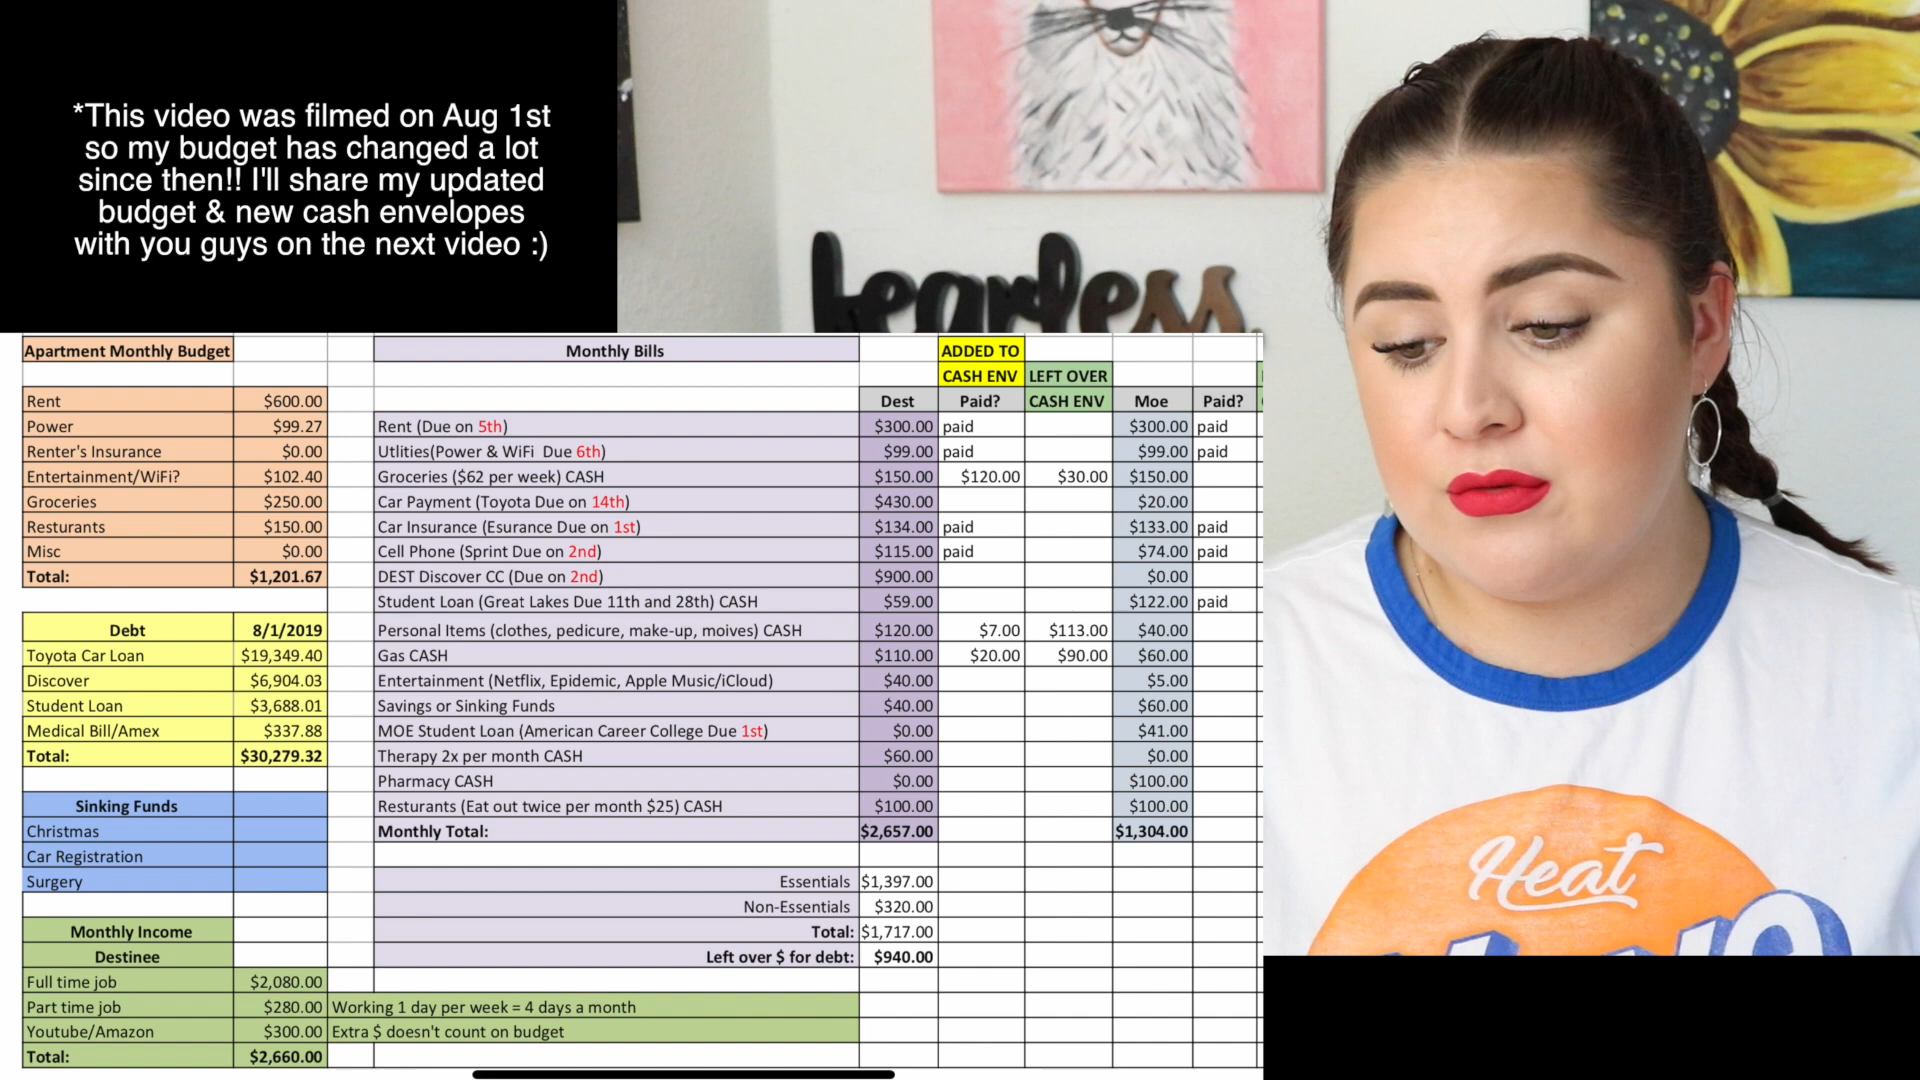 *This video was filmed on Aug 1st
so my budget has changed a lot
since then!! I'll share my updated
budget & new cash envelopes
with you guys on the next video :)
fearless
Apartment Monthly Budget
Rent $600.00
Power $99.27
Renter's Insurance $0.00
Entertainment/WiFi? $102.40
Groceries $250.00
Resturants $150.00
Misc $0.00
Total: $1,201.67
Debt 8/1/2019
Toyota Car Loan $19,349.40
Discover $6,904.03
Student Loan $3,688.01
Medical Bill/Amex $337.88
Total: $30,279.32
Sinking Funds
Christmas
Car Registration
Surgery
Monthly Income
Destinee
Full time job $2,080.00
Part time job $280.00 Working 1 day per week = 4 days a month
Youtube/Amazon $300.00 Extra $ doesn't count on budget
Total: $2,660.00
Monthly Bills ADDED TO
CASH ENV LEFT OVER
Dest Paid? CASH ENV Moe Paid?
Rent (Due on 5th) $300.00 paid $300.00 paid
Utlities(Power & WiFi Due 6th) $99.00 paid $99.00 paid
Groceries ($62 per week) CASH $150.00 $120.00 $30.00 $150.00
Car Payment (Toyota Due on 14th) $430.00 $20.00
Car Insurance (Esurance Due on 1st) $134.00 paid $133.00 paid
Cell Phone (Sprint Due on 2nd) $115.00 paid $74.00 paid
DEST Discover CC (Due on 2nd) $900.00 $0.00
Student Loan (Great Lakes Due 11th and 28th) CASH $59.00 $122.00 paid
Personal Items (clothes, pedicure, make-up, moives) CASH $120.00 $7.00 $113.00 $40.00
Gas CASH $110.00 $20.00 $90.00 $60.00
Entertainment (Netflix, Epidemic, Apple Music/iCloud) $40.00 $5.00
Savings or Sinking Funds $40.00 $60.00
MOE Student Loan (American Career College Due 1st) $0.00 $41.00
Therapy 2x per month CASH $60.00 $0.00
Pharmacy CASH $0.00 $100.00
Resturants (Eat out twice per month $25) CASH $100.00 $100.00
Monthly Total: $2,657.00 $1,304.00
Essentials $1,397.00
Non-Essentials $320.00
Total: $1,717.00
Left over $ for debt: $940.00
Heat